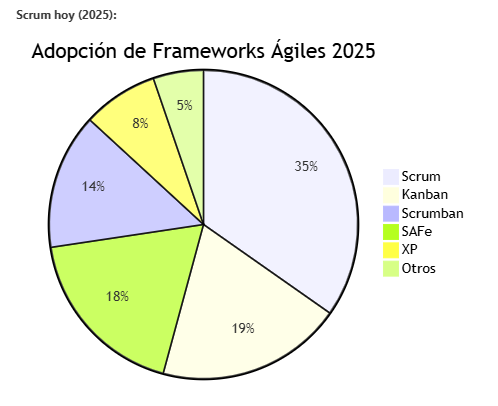 Scrum hoy (2025):
Adopción de Frameworks Ágiles 2025
5%
8%
35%
14%
18%
19%
Scrum
Kanban
Scrumban
SAFe
XP
Otros